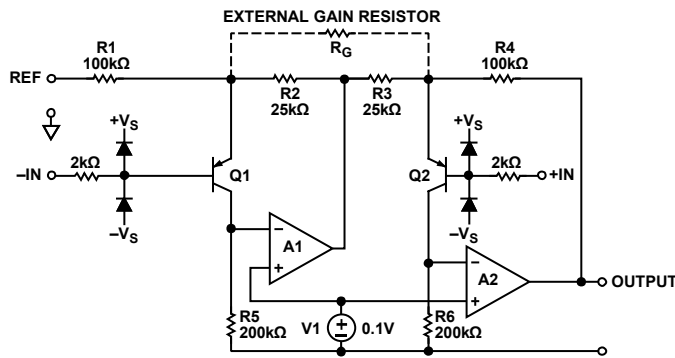 EXTERNAL GAIN RESISTOR
RG
R1
100kΩ
REF
R2
25kΩ
R3
25kΩ
R4
100kΩ
+VS
+VS
–IN
2kΩ
Q1
Q2
2kΩ
+IN
–VS
–VS
–
A1
+
–
A2
+
OUTPUT
R5
200kΩ
V1
+
–
0.1V
R6
200kΩ